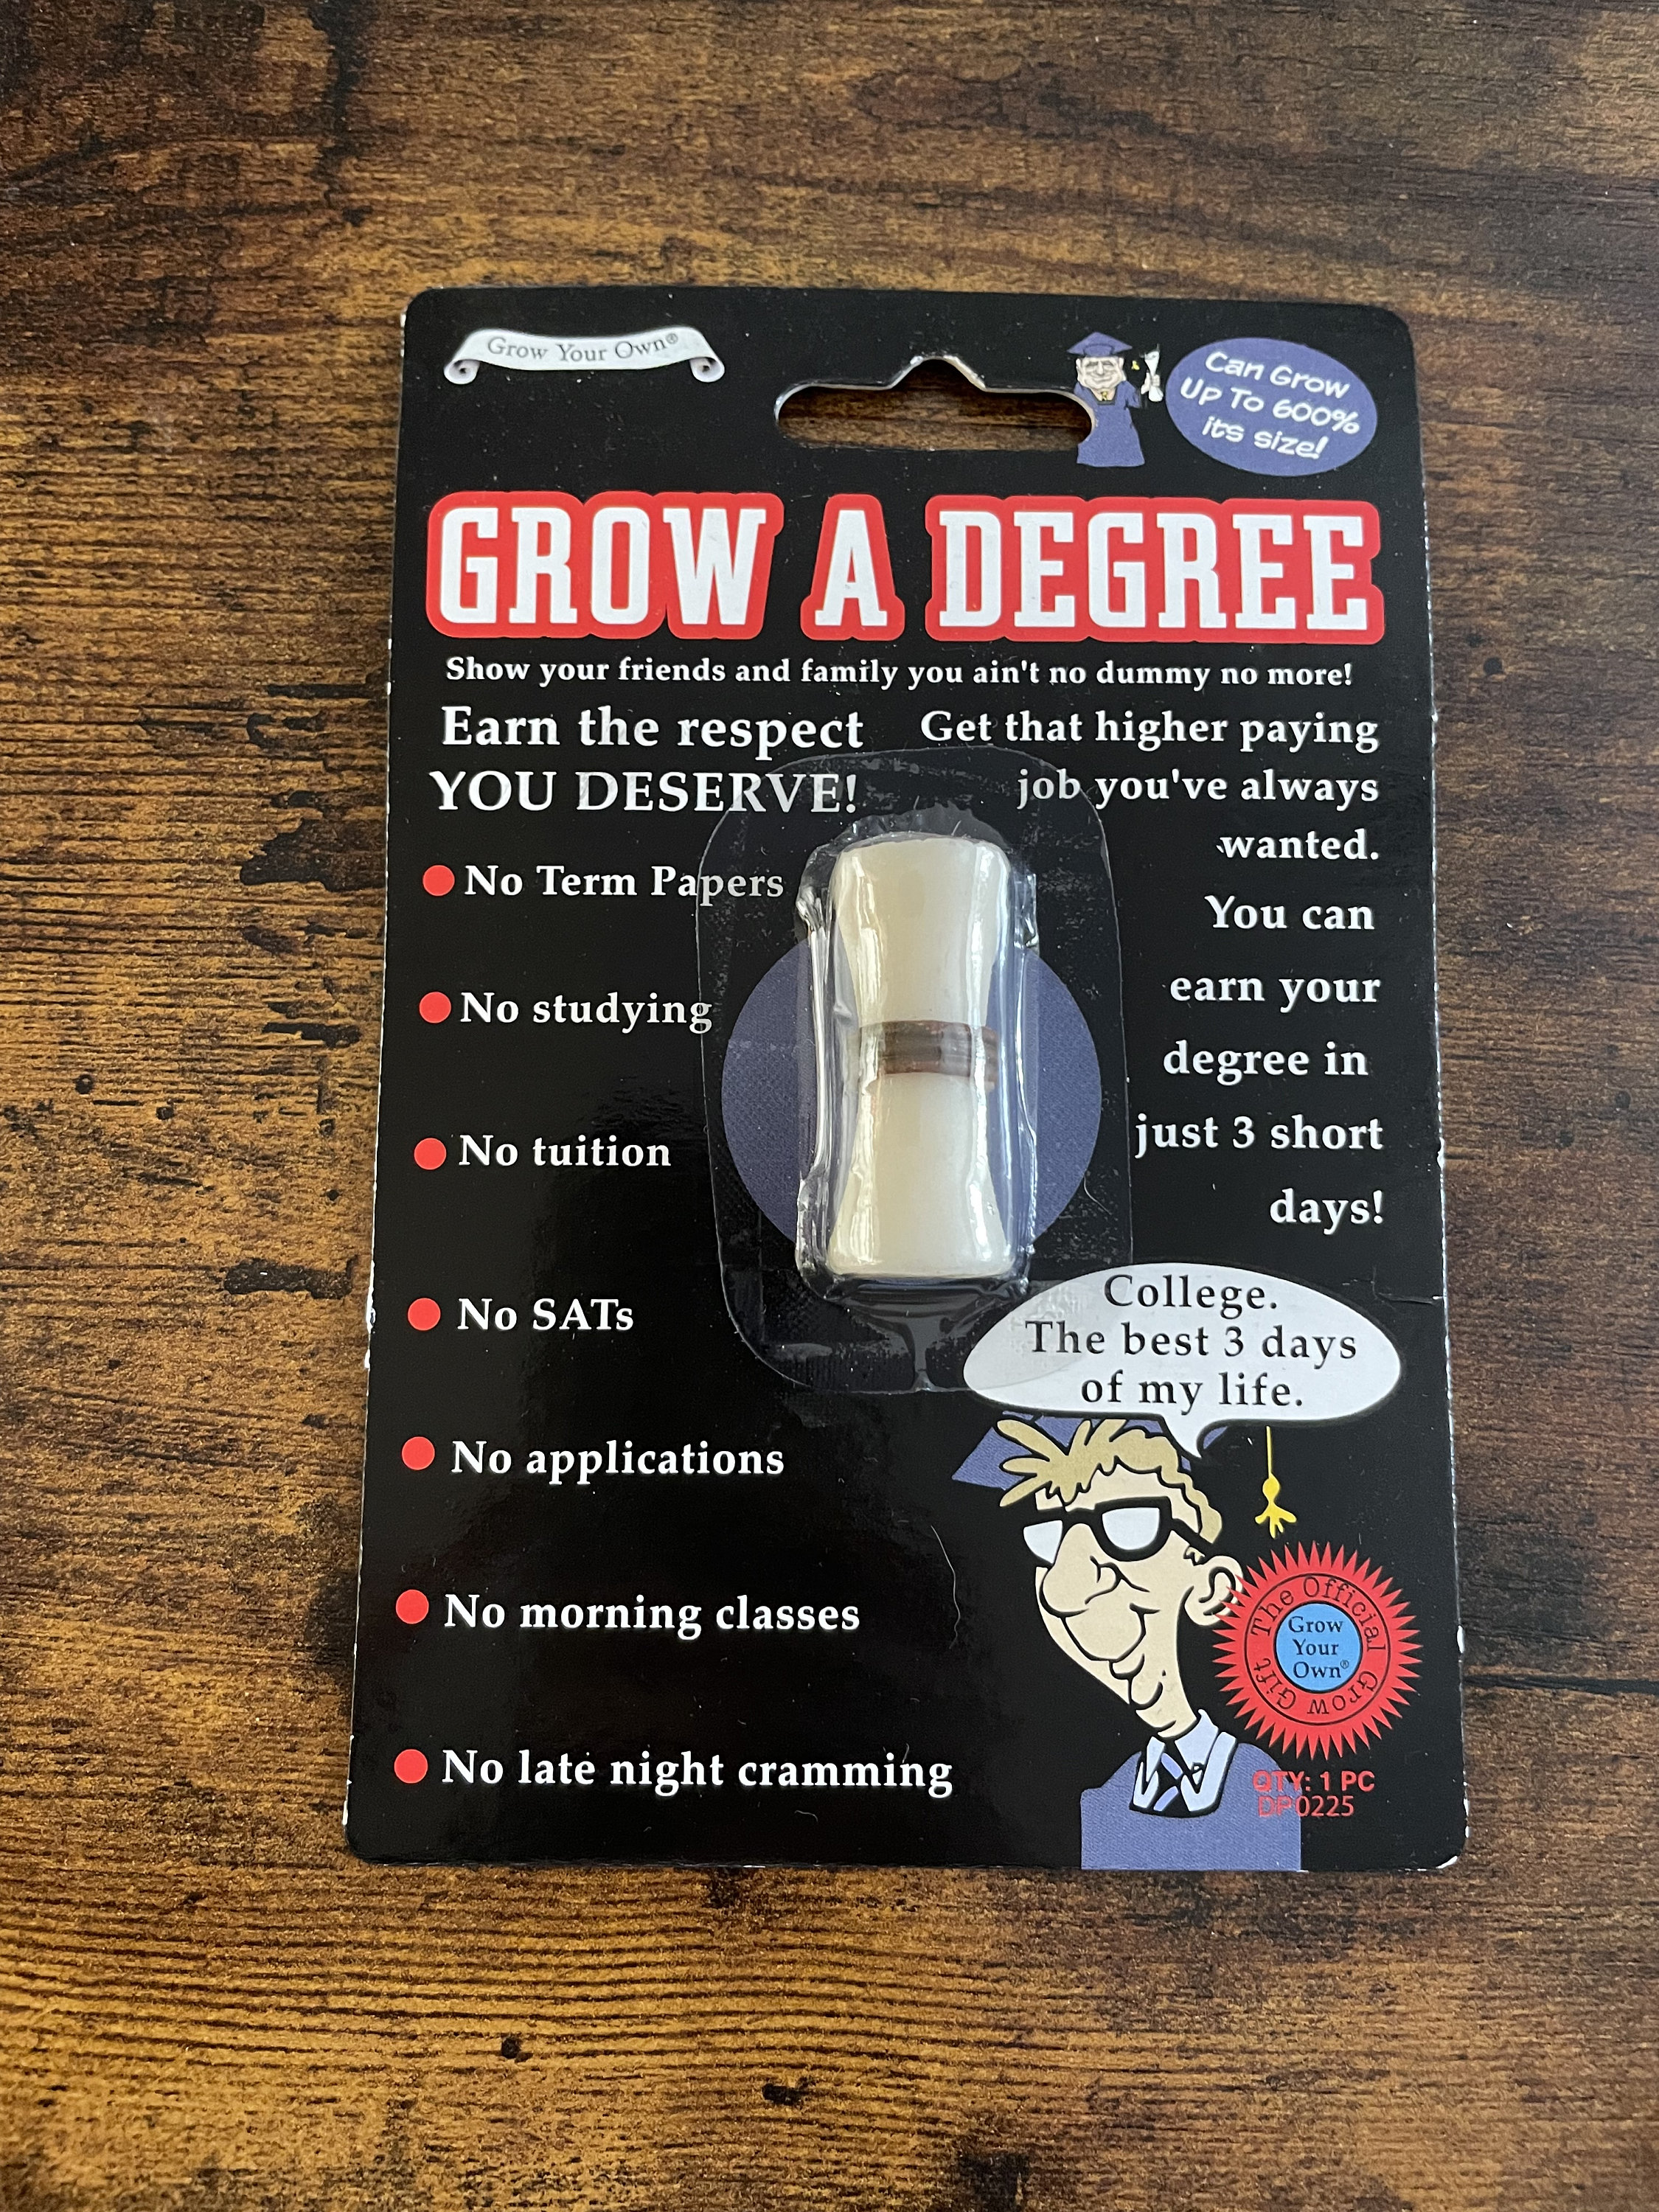 Grow Your Own®
Can Grow
Up To 600%
its size!
GROW A DEGREE
Show your friends and family you ain't no dummy no more!
Earn the respect
YOU DESERVE!
No Term Papers
No studying
No tuition
No SATs
No applications
No morning classes
No late night cramming
Get that higher paying
job you've always
wanted.
You can
earn your
degree in
just 3 short
days!
College.
The best 3 days
of my life.
The Official Grow Gift
Grow
Your
Own®
QTY: 1 PC
DP0225